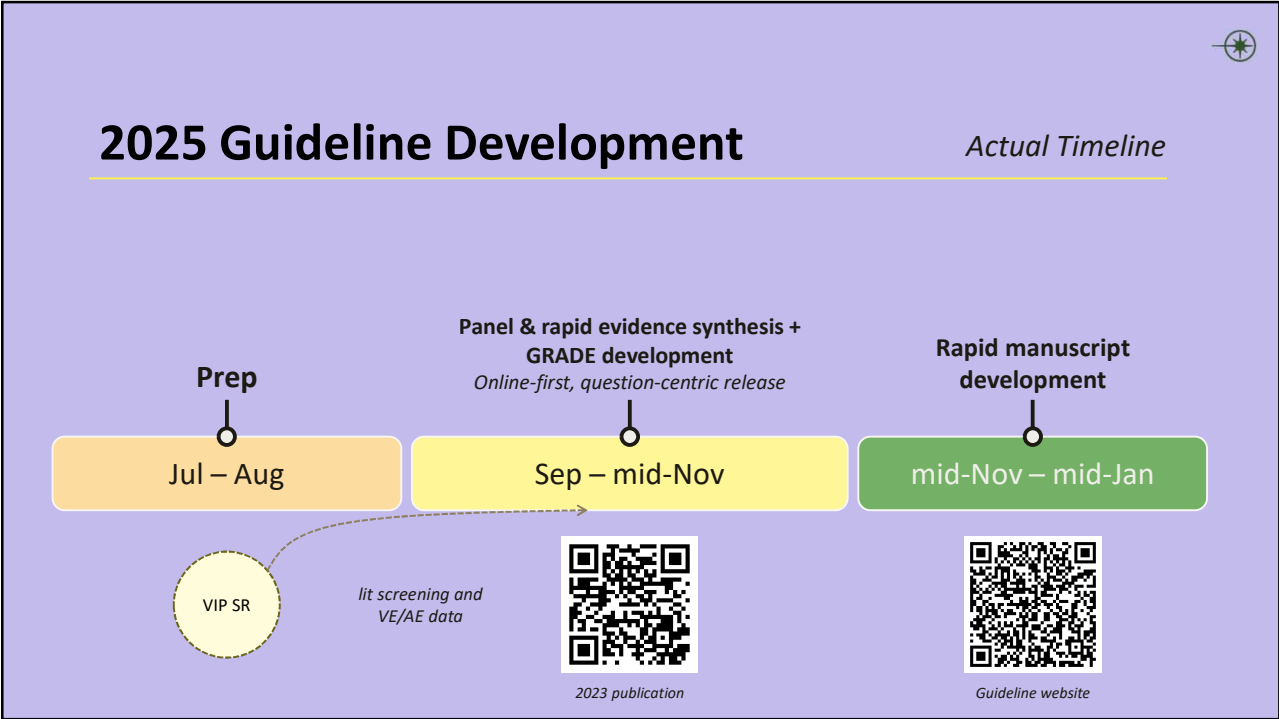 2025 Guideline Development
Actual Timeline
Prep
Panel & rapid evidence synthesis +
GRADE development
Online-first, question-centric release
Rapid manuscript
development
Jul – Aug
Sep – mid-Nov
mid-Nov – mid-Jan
VIP SR
lit screening and
VE/AE data
2023 publication
Guideline website